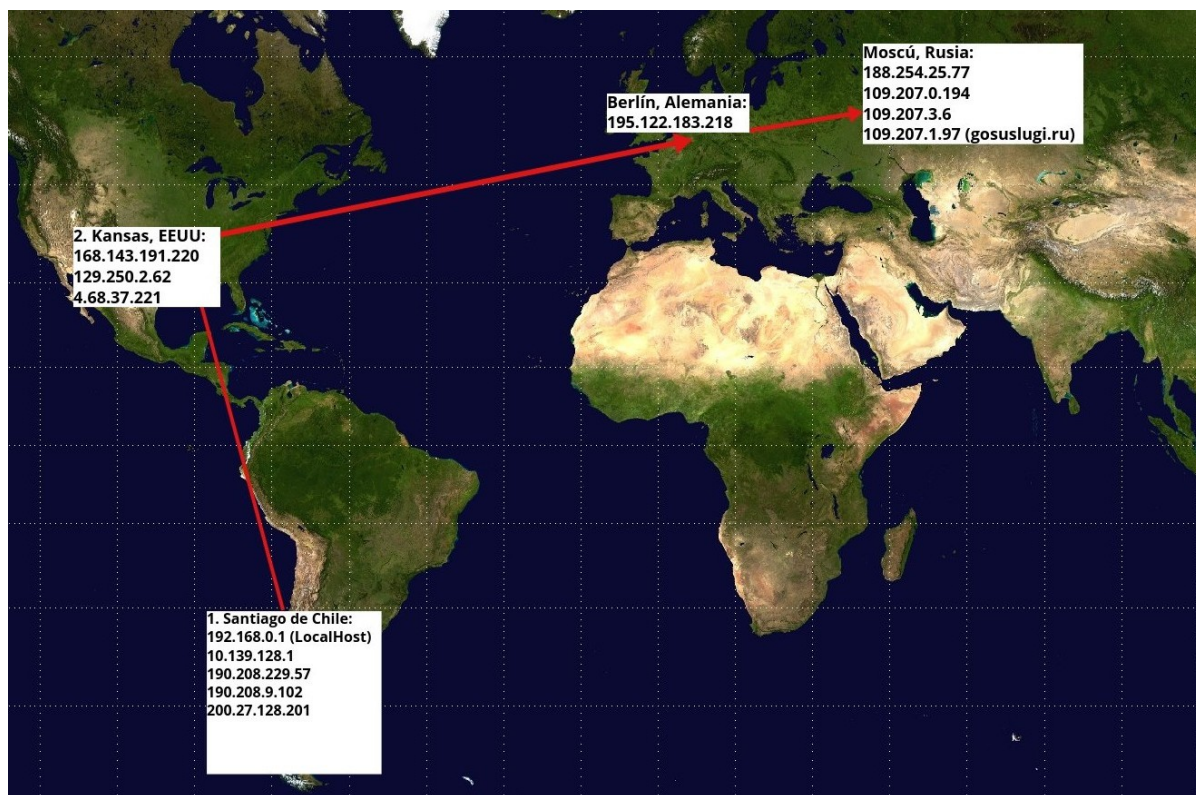 Moscú, Rusia:
188.254.25.77
109.207.0.194
109.207.3.6
109.207.1.97 (gosuslugi.ru)
Berlín, Alemania:
195.122.183.218
2. Kansas, EEUU:
168.143.191.220
129.250.2.62
4.68.37.221
1. Santiago de Chile:
192.168.0.1 (LocalHost)
10.139.128.1
190.208.229.57
190.208.9.102
200.27.128.201